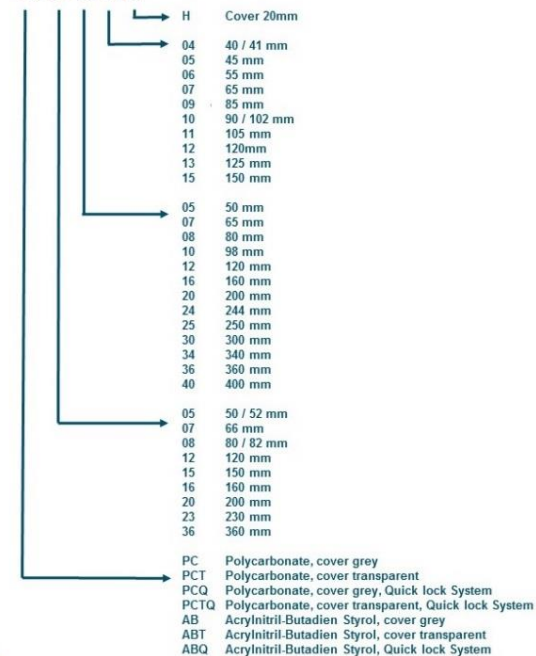 H Cover 20mm
04 40 / 41 mm
05 45 mm
06 55 mm
07 65 mm
09 85 mm
10 90 / 102 mm
11 105 mm
12 120mm
13 125 mm
15 150 mm
05 50 mm
07 65 mm
08 80 mm
10 98 mm
12 120 mm
16 160 mm
20 200 mm
24 244 mm
25 250 mm
30 300 mm
34 340 mm
36 360 mm
40 400 mm
05 50 / 52 mm
07 66 mm
08 80 / 82 mm
12 120 mm
15 150 mm
16 160 mm
20 200 mm
23 230 mm
36 360 mm
PC Polycarbonate, cover grey
PCT Polycarbonate, cover transparent
PCQ Polycarbonate, cover grey, Quick lock System
PCTQ Polycarbonate, cover transparent, Quick lock System
AB Acrylnitril-Butadien Styrol, cover grey
ABT Acrylnitril-Butadien Styrol, cover transparent
ABQ Acrylnitril-Butadien Styrol, Quick lock System